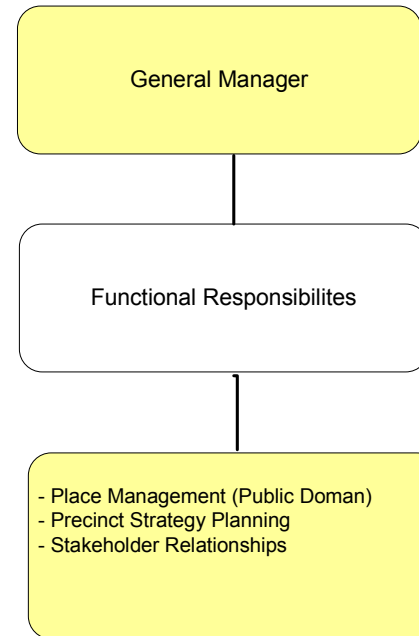 General Manager
Functional Responsibilites
- Place Management (Public Doman)
- Precinct Strategy Planning
- Stakeholder Relationships